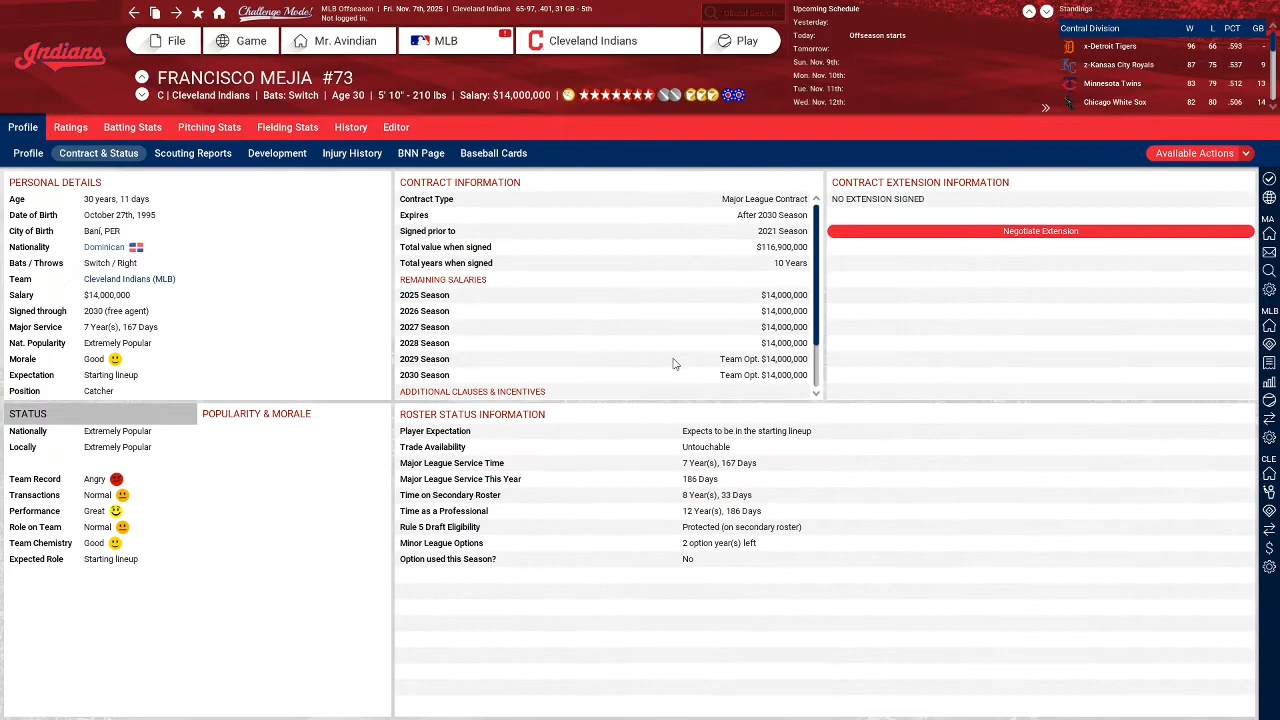 Challenge Mode!
MLB Offseason
Fri. Nov. 7th, 2025 | Cleveland Indians 65-97, .401, 31 GB - 5th
Not logged in.
Global Search...
File
Game
Mr. Avindian
MLB
!
Cleveland Indians
Play
Upcoming Schedule
Yesterday:
Today: Offseason starts
Tomorrow:
Sun. Nov. 9th:
Mon. Nov. 10th:
Tue. Nov. 11th:
Wed. Nov. 12th:
Standings
Central Division W L PCT GB
x-Detroit Tigers 96 66 .593 -
z-Kansas City Royals 87 75 .537 9
Minnesota Twins 83 79 .512 13
Chicago White Sox 82 80 .506 14
Indians
FRANCISCO MEJIA #73
C | Cleveland Indians | Bats: Switch | Age 30 | 5' 10" - 210 lbs | Salary: $14,000,000 |
Profile Ratings Batting Stats Pitching Stats Fielding Stats History Editor
Profile Contract & Status Scouting Reports Development Injury History BNN Page Baseball Cards
Available Actions
PERSONAL DETAILS
Age 30 years, 11 days
Date of Birth October 27th, 1995
City of Birth Baní, PER
Nationality Dominican
Bats / Throws Switch / Right
Team Cleveland Indians (MLB)
Salary $14,000,000
Signed through 2030 (free agent)
Major Service 7 Year(s), 167 Days
Nat. Popularity Extremely Popular
Morale Good
Expectation Starting lineup
Position Catcher
CONTRACT INFORMATION
Contract Type Major League Contract
Expires After 2030 Season
Signed prior to 2021 Season
Total value when signed $116,900,000
Total years when signed 10 Years
REMAINING SALARIES
2025 Season $14,000,000
2026 Season $14,000,000
2027 Season $14,000,000
2028 Season $14,000,000
2029 Season Team Opt. $14,000,000
2030 Season Team Opt. $14,000,000
ADDITIONAL CLAUSES & INCENTIVES
CONTRACT EXTENSION INFORMATION
NO EXTENSION SIGNED
Negotiate Extension
STATUS
POPULARITY & MORALE
Nationally Extremely Popular
Locally Extremely Popular
Team Record Angry
Transactions Normal
Performance Great
Role on Team Normal
Team Chemistry Good
Expected Role Starting lineup
ROSTER STATUS INFORMATION
Player Expectation Expects to be in the starting lineup
Trade Availability Untouchable
Major League Service Time 7 Year(s), 167 Days
Major League Service This Year 186 Days
Time on Secondary Roster 8 Year(s), 33 Days
Time as a Professional 12 Year(s), 186 Days
Rule 5 Draft Eligibility Protected (on secondary roster)
Minor League Options 2 option year(s) left
Option used this Season? No
MA
MLB
CLE